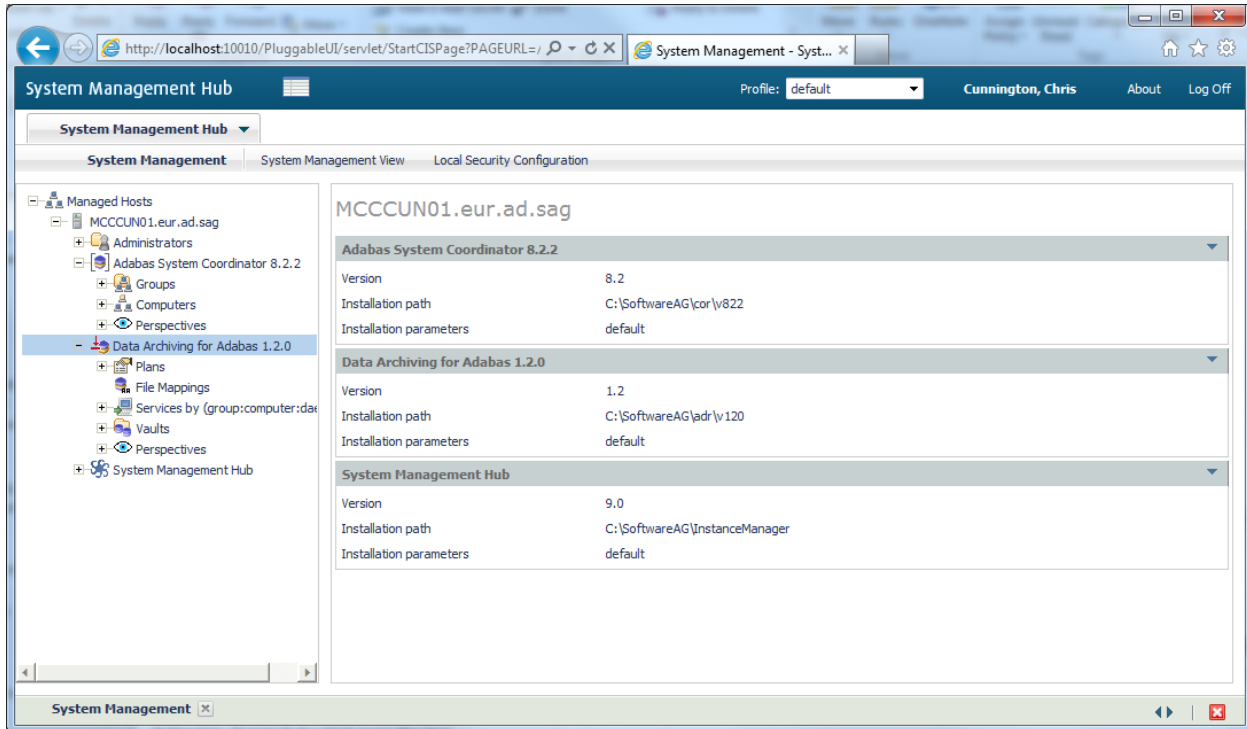 http://localhost:10010/PluggableUI/servlet/StartCISPage?PAGEURL=/
System Management - Syst...
System Management Hub
Profile: default
Cunnington, Chris
About
Log Off
System Management Hub
System Management
System Management View
Local Security Configuration
Managed Hosts
MCCCUN01.eur.ad.sag
Administrators
Adabas System Coordinator 8.2.2
Groups
Computers
Perspectives
Data Archiving for Adabas 1.2.0
Plans
File Mappings
Services by (group:computer:dae
Vaults
Perspectives
System Management Hub
MCCCUN01.eur.ad.sag
Adabas System Coordinator 8.2.2
Version 8.2
Installation path C:\SoftwareAG\cor\v822
Installation parameters default
Data Archiving for Adabas 1.2.0
Version 1.2
Installation path C:\SoftwareAG\adr\v120
Installation parameters default
System Management Hub
Version 9.0
Installation path C:\SoftwareAG\InstanceManager
Installation parameters default
System Management